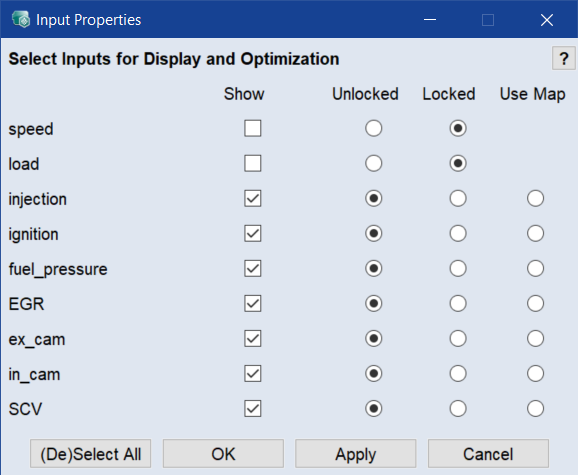 Input Properties
Select Inputs for Display and Optimization ?
Show Unlocked Locked Use Map
speed
load
injection
ignition
fuel_pressure
EGR
ex_cam
in_cam
SCV
(De)Select All OK Apply Cancel